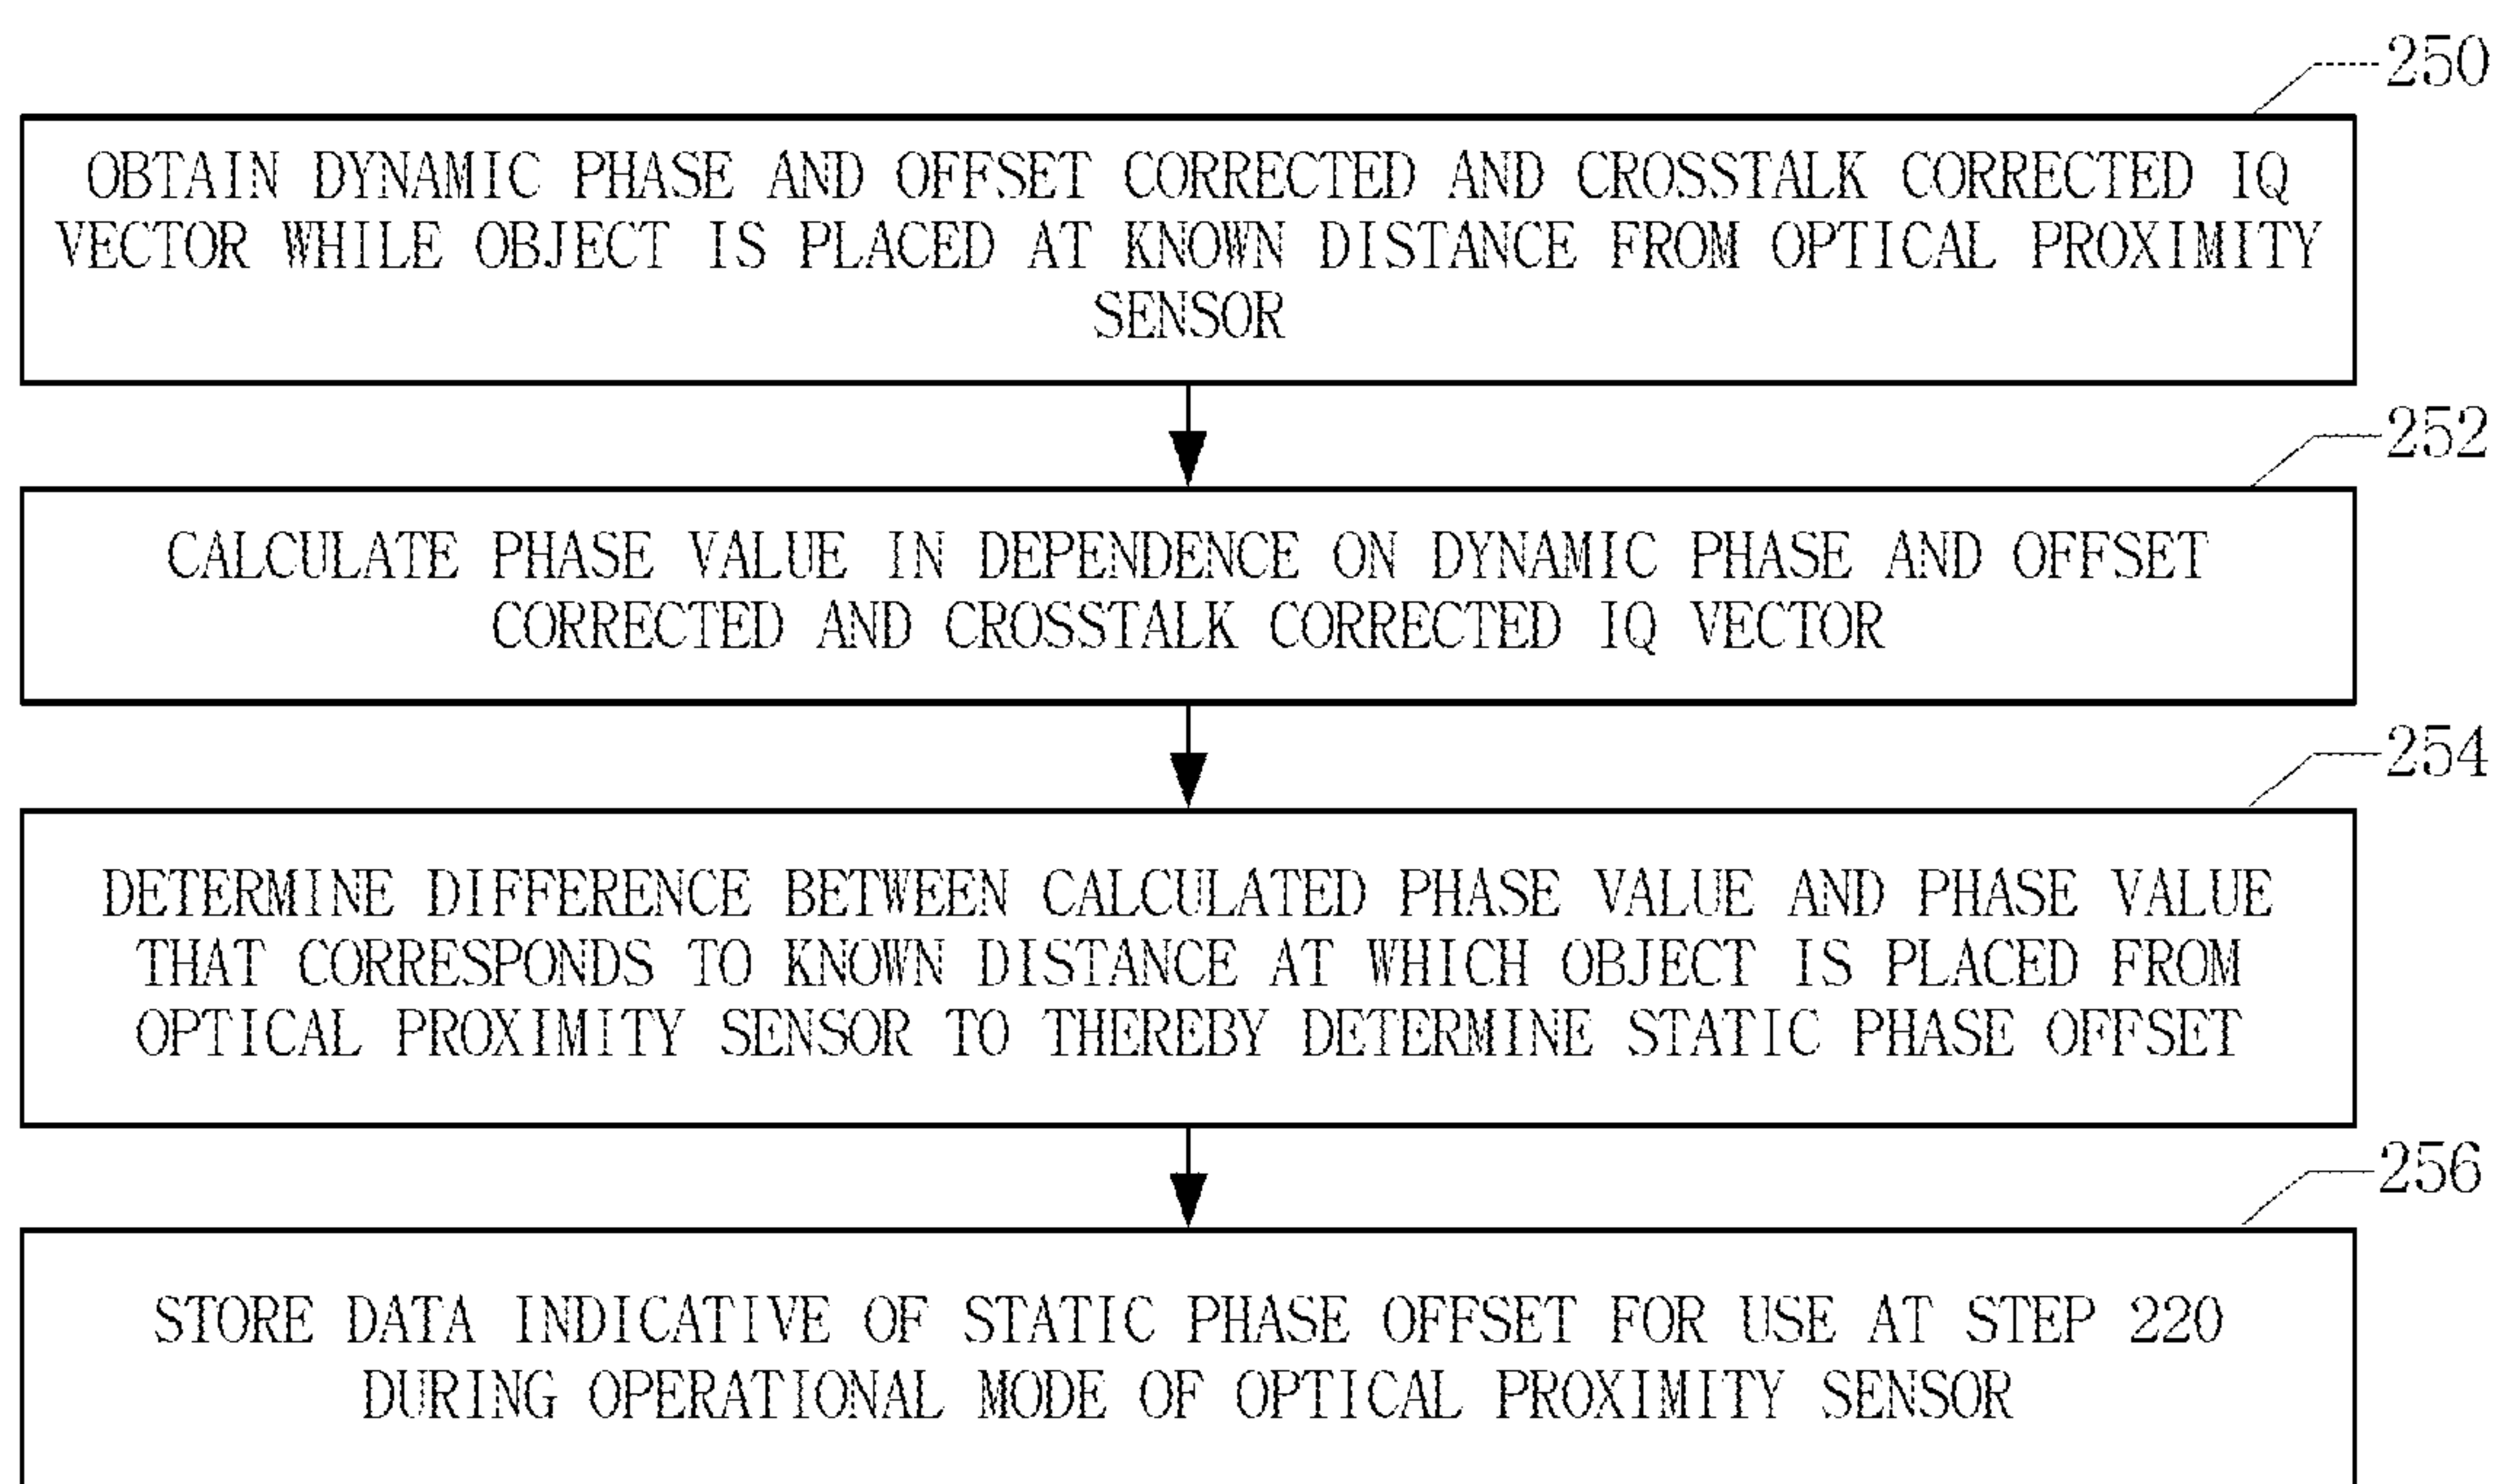 250
OBTAIN DYNAMIC PHASE AND OFFSET CORRECTED AND CROSSTALK CORRECTED IQ
VECTOR WHILE OBJECT IS PLACED AT KNOWN DISTANCE FROM OPTICAL PROXIMITY
SENSOR
252
CALCULATE PHASE VALUE IN DEPENDENCE ON DYNAMIC PHASE AND OFFSET
CORRECTED AND CROSSTALK CORRECTED IQ VECTOR
254
DETERMINE DIFFERENCE BETWEEN CALCULATED PHASE VALUE AND PHASE VALUE
THAT CORRESPONDS TO KNOWN DISTANCE AT WHICH OBJECT IS PLACED FROM
OPTICAL PROXIMITY SENSOR TO THEREBY DETERMINE STATIC PHASE OFFSET
256
STORE DATA INDICATIVE OF STATIC PHASE OFFSET FOR USE AT STEP 220
DURING OPERATIONAL MODE OF OPTICAL PROXIMITY SENSOR